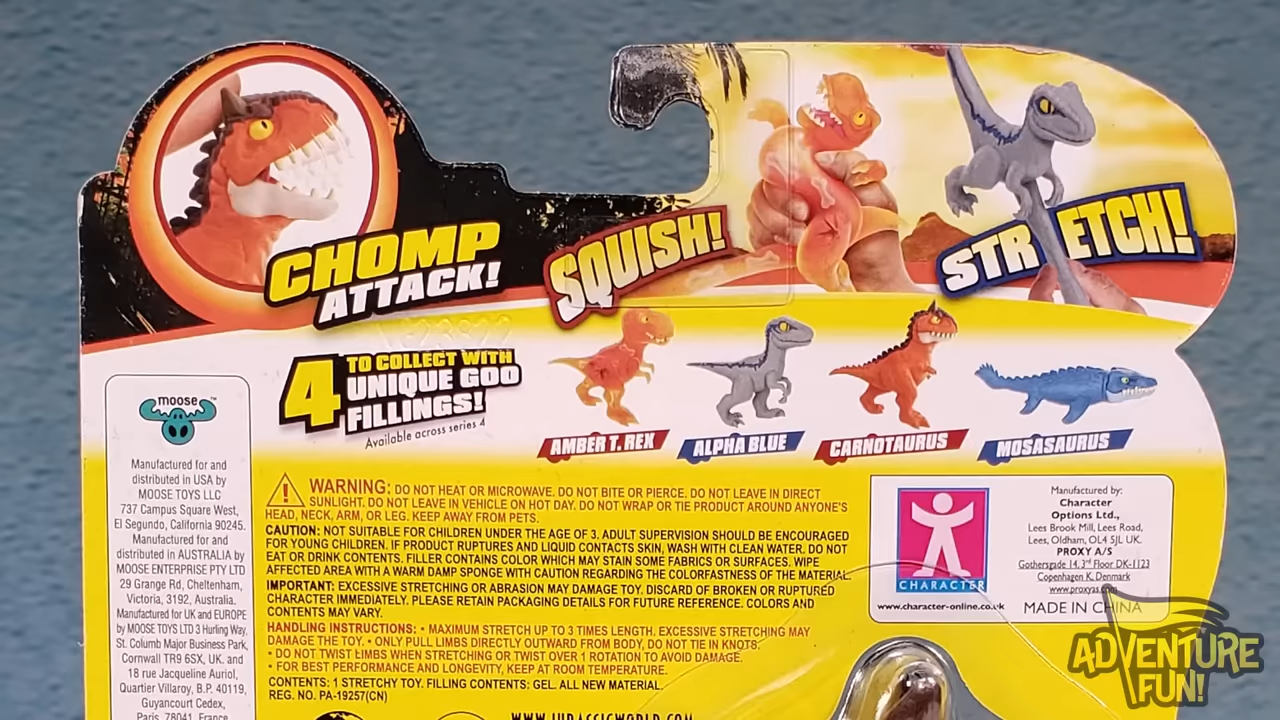 CHOMP
ATTACK!
SQUISH!
STRETCH!
4 TO COLLECT WITH
UNIQUE GOO
FILLINGS!
Available across series 4
AMBER T. REX
ALPHA BLUE
CARNOTAURUS
MOSASAURUS
moose™
Manufactured for and
distributed in USA by
MOOSE TOYS LLC
737 Campus Square West,
El Segundo, California 90245.
Manufactured for and
distributed in AUSTRALIA by
MOOSE ENTERPRISE PTY LTD
29 Grange Rd, Cheltenham,
Victoria, 3192, Australia.
Manufactured for UK and EUROPE
by MOOSE TOYS LTD 3 Hurling Way,
St. Columb Major Business Park,
Cornwall TR9 6SX, UK. and
18 rue Jacqueline Auriol,
Quartier Villaroy, B.P. 40119,
Guyancourt Cedex,
Paris, 78041, France
WARNING: DO NOT HEAT OR MICROWAVE. DO NOT BITE OR PIERCE. DO NOT LEAVE IN DIRECT
SUNLIGHT. DO NOT LEAVE IN VEHICLE ON HOT DAY. DO NOT WRAP OR TIE PRODUCT AROUND ANYONE'S
HEAD, NECK, ARM, OR LEG. KEEP AWAY FROM PETS.
CAUTION: NOT SUITABLE FOR CHILDREN UNDER THE AGE OF 3. ADULT SUPERVISION SHOULD BE ENCOURAGED
FOR YOUNG CHILDREN. IF PRODUCT RUPTURES AND LIQUID CONTACTS SKIN, WASH WITH CLEAN WATER. DO NOT
EAT OR DRINK CONTENTS. FILLER CONTAINS COLOR WHICH MAY STAIN SOME FABRICS OR SURFACES. WIPE
AFFECTED AREA WITH A WARM DAMP SPONGE WITH CAUTION REGARDING THE COLORFASTNESS OF THE MATERIAL.
IMPORTANT: EXCESSIVE STRETCHING OR ABRASION MAY DAMAGE TOY. DISCARD OF BROKEN OR RUPTURED
CHARACTER IMMEDIATELY. PLEASE RETAIN PACKAGING DETAILS FOR FUTURE REFERENCE. COLORS AND
CONTENTS MAY VARY.
HANDLING INSTRUCTIONS: • MAXIMUM STRETCH UP TO 3 TIMES LENGTH. EXCESSIVE STRETCHING MAY
DAMAGE THE TOY. • ONLY PULL LIMBS DIRECTLY OUTWARD FROM BODY, DO NOT TIE IN KNOTS.
• DO NOT TWIST LIMBS WHEN STRETCHING OR TWIST OVER 1 ROTATION TO AVOID DAMAGE.
• FOR BEST PERFORMANCE AND LONGEVITY, KEEP AT ROOM TEMPERATURE.
CONTENTS: 1 STRETCHY TOY. FILLING CONTENTS: GEL. ALL NEW MATERIAL.
REG. NO. PA-19257(CN)
WWW.JURASSICWORLD.COM
CHARACTER
www.character-online.co.uk
Manufactured by:
Character
Options Ltd.,
Lees Brook Mill, Lees Road,
Lees, Oldham, OL4 5JL UK.
PROXY A/S
Gothersgade 14, 3rd Floor DK-1123
Copenhagen K, Denmark
www.proxyas.com
MADE IN CHINA
ADVENTURE
FUN!